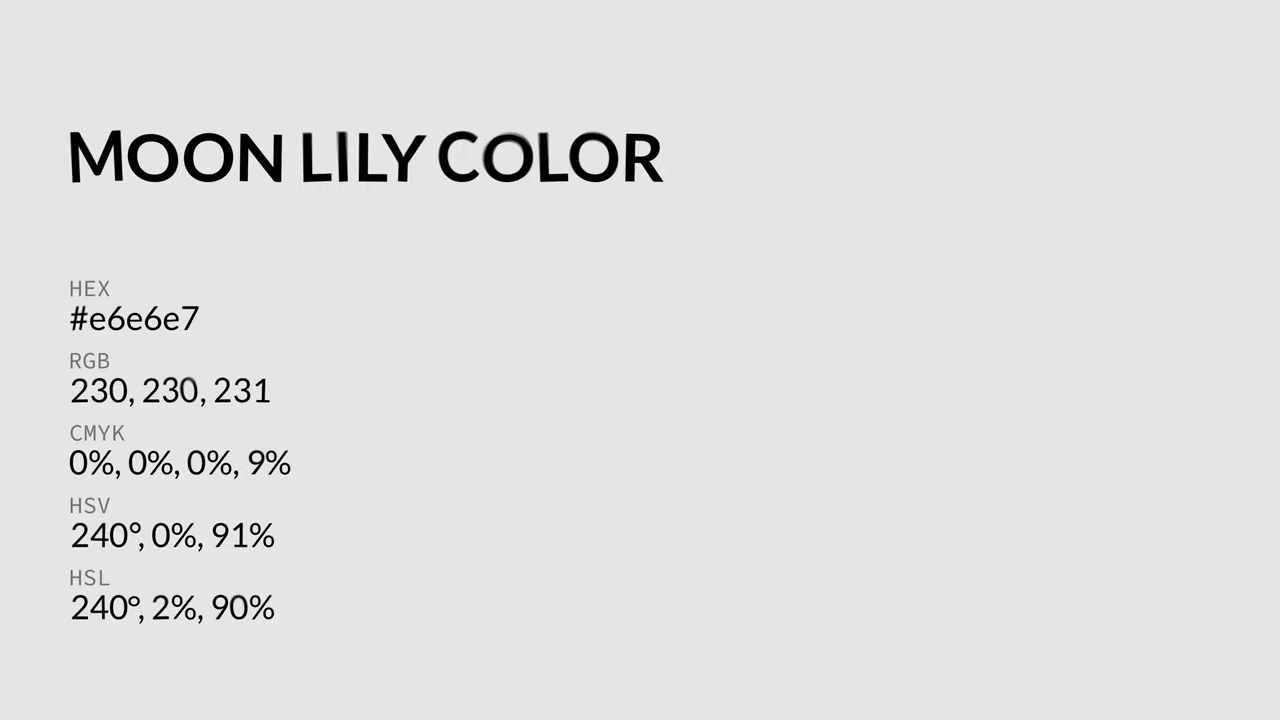 MOON LILY COLOR
HEX
#e6e6e7
RGB
230, 230, 231
CMYK
0%, 0%, 0%, 9%
HSV
240°, 0%, 91%
HSL
240°, 2%, 90%